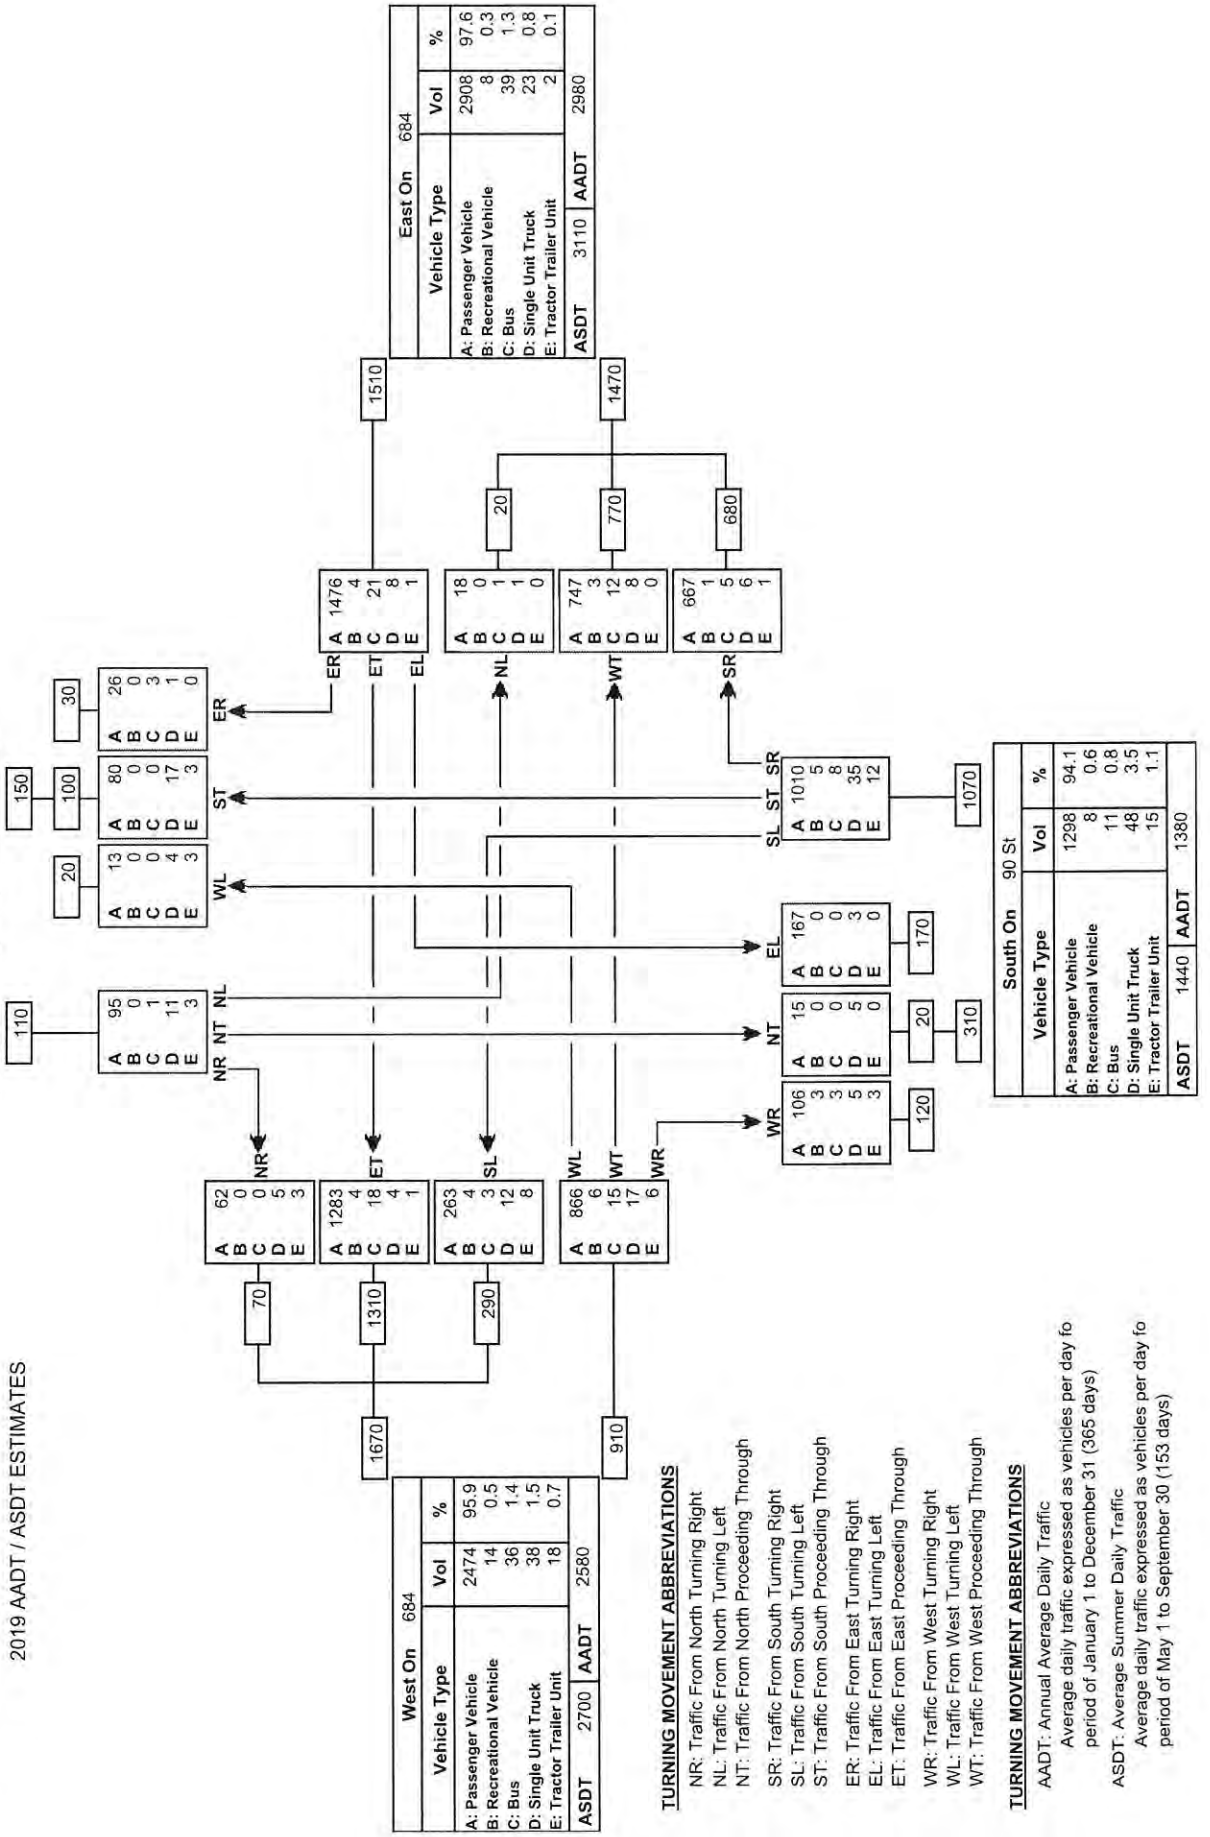 2019 AADT / ASDT ESTIMATES
110
A 95
B 0
C 1
D 11
E 3
NR NT NL
20
A 13
B 0
C 0
D 4
E 3
WL
150
100
A 80
B 0
C 0
D 17
E 3
ST
30
A 26
B 0
C 3
D 1
E 0
ER
West On 684
Vehicle Type Vol %
A: Passenger Vehicle 2474 95.9
B: Recreational Vehicle 14 0.5
C: Bus 36 1.4
D: Single Unit Truck 38 1.5
E: Tractor Trailer Unit 18 0.7
ASDT 2700 AADT 2580
1670
70
A 62
B 0
C 0
D 5
E 3
NR
1310
A 1283
B 4
C 18
D 4
E 1
ET
290
A 263
B 4
C 3
D 12
E 8
SL
910
A 866
B 6
C 15
D 17
E 6
WL
WT
WR
ER
ET
EL
A 1476
B 4
C 21
D 8
E 1
1510
NL
A 18
B 0
C 1
D 1
E 0
20
WT
A 747
B 3
C 12
D 8
E 0
770
1470
SR
A 667
B 1
C 5
D 6
E 1
680
East On 684
Vehicle Type Vol %
A: Passenger Vehicle 2908 97.6
B: Recreational Vehicle 8 0.3
C: Bus 39 1.3
D: Single Unit Truck 23 0.8
E: Tractor Trailer Unit 2 0.1
ASDT 3110 AADT 2980
WR
A 106
B 3
C 3
D 5
E 3
120
NT
A 15
B 0
C 0
D 5
E 0
20
310
EL
A 167
B 0
C 0
D 3
E 0
170
SL ST SR
A 1010
B 5
C 8
D 35
E 12
1070
South On 90 St
Vehicle Type Vol %
A: Passenger Vehicle 1298 94.1
B: Recreational Vehicle 8 0.6
C: Bus 11 0.8
D: Single Unit Truck 48 3.5
E: Tractor Trailer Unit 15 1.1
ASDT 1440 AADT 1380
TURNING MOVEMENT ABBREVIATIONS
NR: Traffic From North Turning Right
NL: Traffic From North Turning Left
NT: Traffic From North Proceeding Through
SR: Traffic From South Turning Right
SL: Traffic From South Turning Left
ST: Traffic From South Proceeding Through
ER: Traffic From East Turning Right
EL: Traffic From East Turning Left
ET: Traffic From East Proceeding Through
WR: Traffic From West Turning Right
WL: Traffic From West Turning Left
WT: Traffic From West Proceeding Through
TURNING MOVEMENT ABBREVIATIONS
AADT: Annual Average Daily Traffic
Average daily traffic expressed as vehicles per day fo
period of January 1 to December 31 (365 days)
ASDT: Average Summer Daily Traffic
Average daily traffic expressed as vehicles per day fo
period of May 1 to September 30 (153 days)